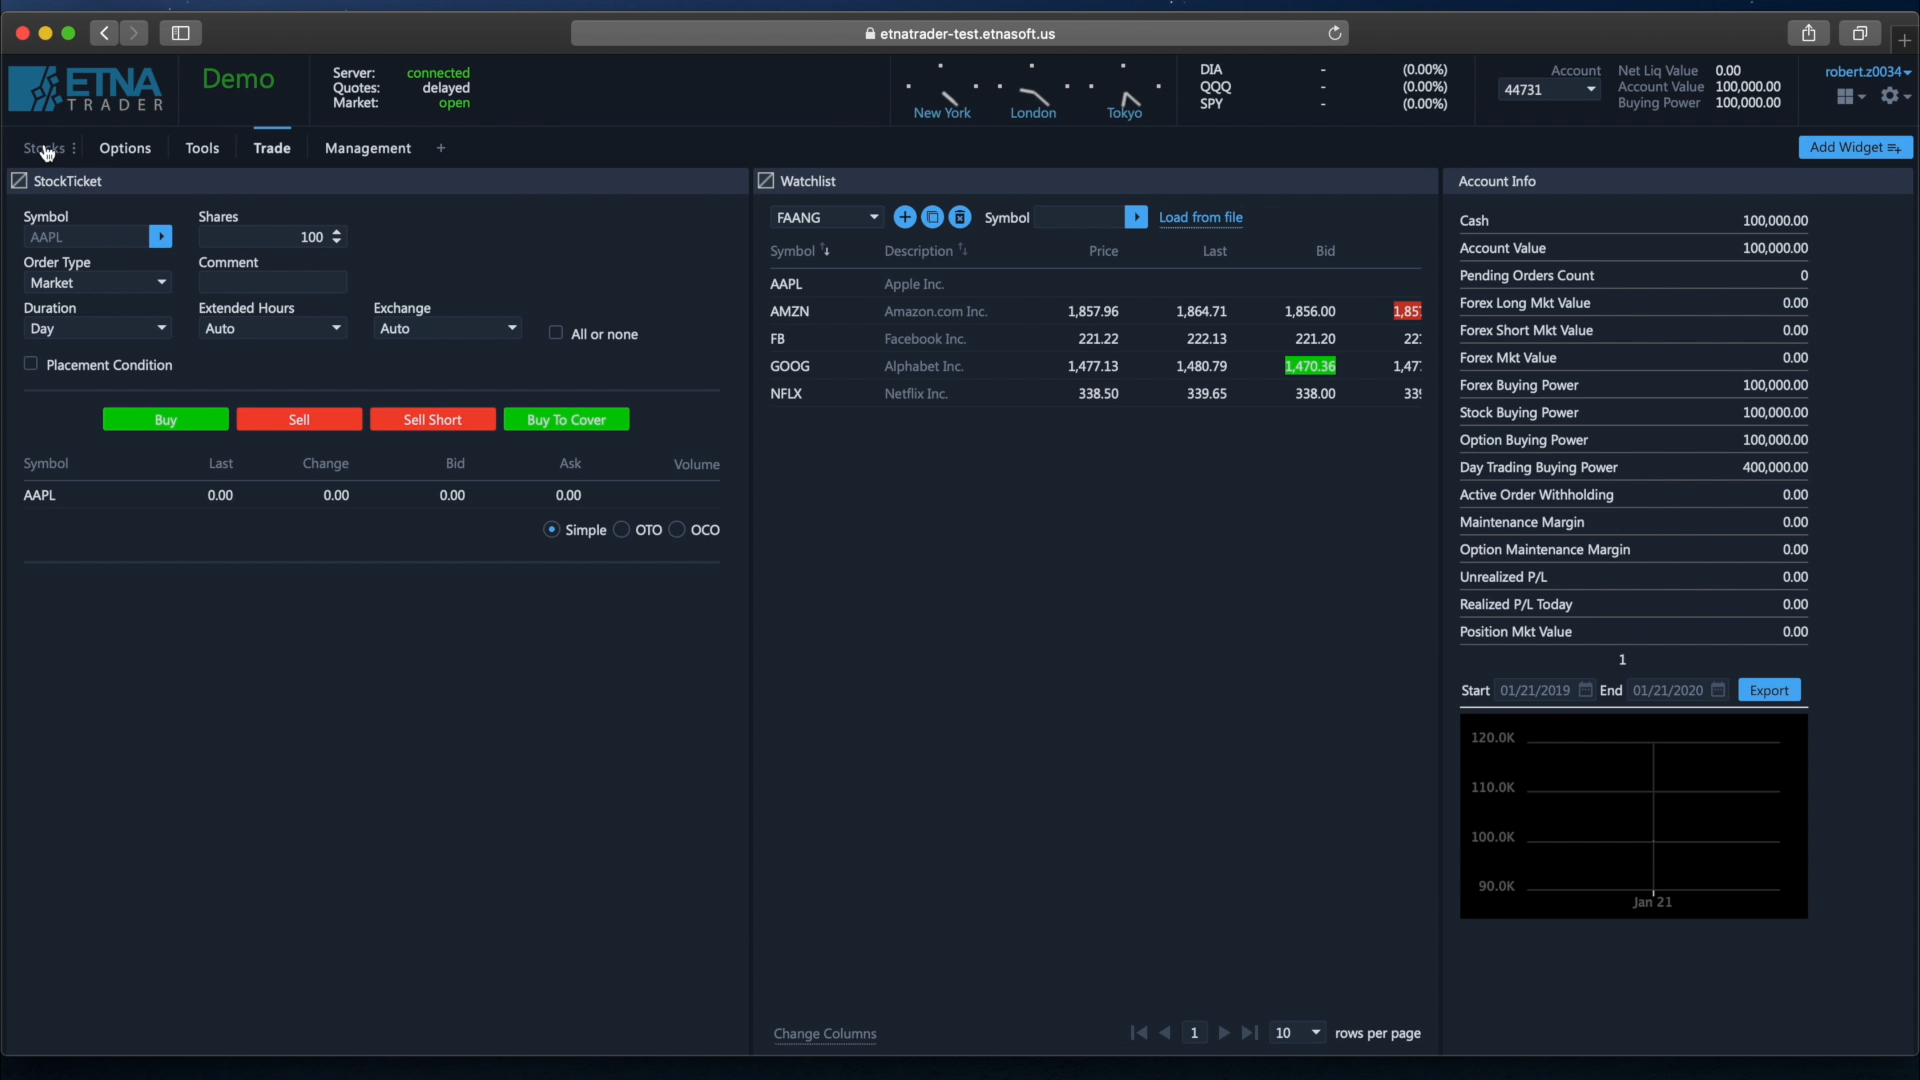 etnatrader-test.etnasoft.us
ETNA
TRADER
Demo
Server: connected
Quotes: delayed
Market: open
New York London Tokyo
DIA - (0.00%)
QQQ - (0.00%)
SPY - (0.00%)
Account
44731
Net Liq Value 0.00
Account Value 100,000.00
Buying Power 100,000.00
robert.z0034
Stocks Options Tools Trade Management +
Add Widget
StockTicket
Symbol Shares
AAPL 100
Order Type Comment
Market
Duration Extended Hours Exchange
Day Auto Auto All or none
Placement Condition
Buy Sell Sell Short Buy To Cover
Symbol Last Change Bid Ask Volume
AAPL 0.00 0.00 0.00 0.00
Simple OTO OCO
Watchlist
FAANG Symbol Load from file
Symbol Description Price Last Bid
AAPL Apple Inc.
AMZN Amazon.com Inc. 1,857.96 1,864.71 1,856.00 1,857
FB Facebook Inc. 221.22 222.13 221.20 22
GOOG Alphabet Inc. 1,477.13 1,480.79 1,470.36 1,477
NFLX Netflix Inc. 338.50 339.65 338.00 339
Change Columns
1 10 rows per page
Account Info
Cash 100,000.00
Account Value 100,000.00
Pending Orders Count 0
Forex Long Mkt Value 0.00
Forex Short Mkt Value 0.00
Forex Mkt Value 0.00
Forex Buying Power 100,000.00
Stock Buying Power 100,000.00
Option Buying Power 100,000.00
Day Trading Buying Power 400,000.00
Active Order Withholding 0.00
Maintenance Margin 0.00
Option Maintenance Margin 0.00
Unrealized P/L 0.00
Realized P/L Today 0.00
Position Mkt Value 0.00
1
Start 01/21/2019 End 01/21/2020 Export
120.0K
110.0K
100.0K
90.0K
Jan 21